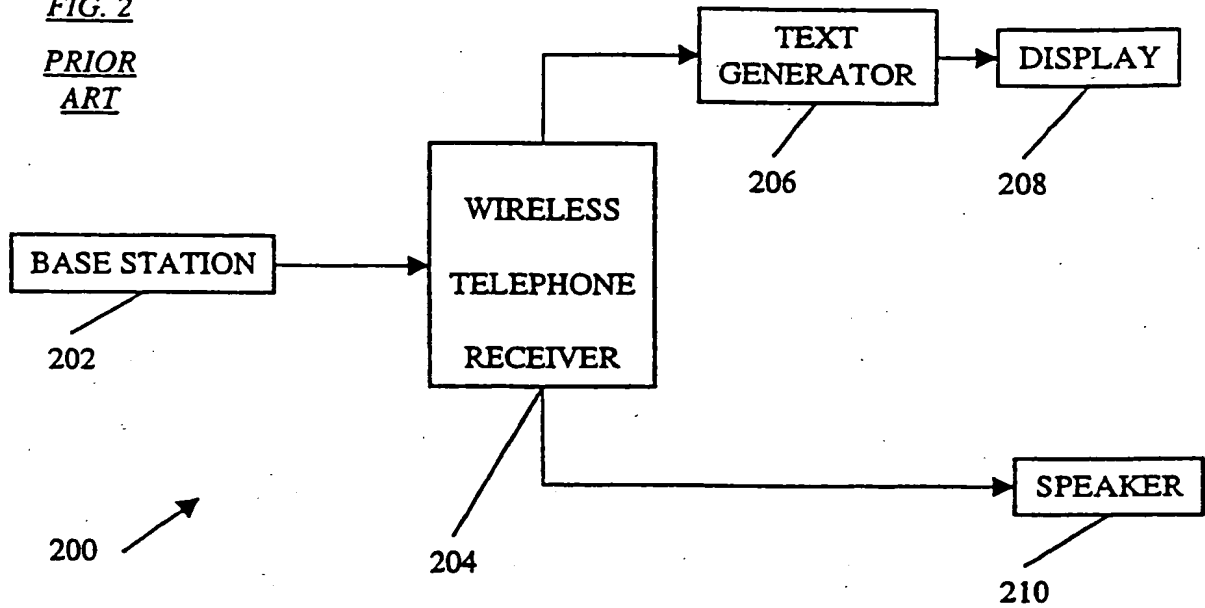 FIG. 2
PRIOR
ART
TEXT
GENERATOR
DISPLAY
206
208
WIRELESS
TELEPHONE
RECEIVER
BASE STATION
202
204
SPEAKER
210
200